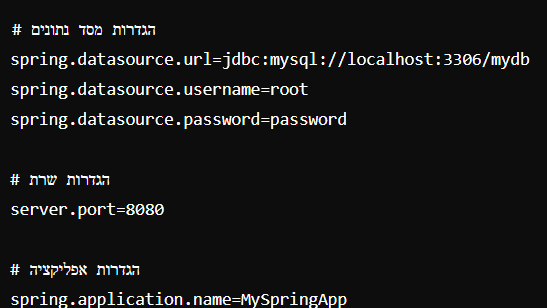 # הגדרות מסד נתונים
spring.datasource.url=jdbc:mysql://localhost:3306/mydb
spring.datasource.username=root
spring.datasource.password=password
# הגדרות שרת
server.port=8080
# הגדרות אפליקציה
spring.application.name=MySpringApp